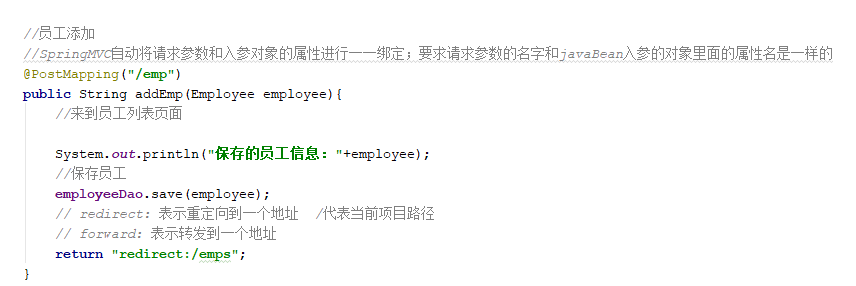 //员工添加
//SpringMVC自动将请求参数和入参对象的属性进行一一绑定；要求请求参数的名字和javaBean入参的对象里面的属性名是一样的
@PostMapping("/emp")
public String addEmp(Employee employee){
//来到员工列表页面
System.out.println("保存的员工信息："+employee);
//保存员工
employeeDao.save(employee);
// redirect: 表示重定向到一个地址  /代表当前项目路径
// forward: 表示转发到一个地址
return "redirect:/emps";
}